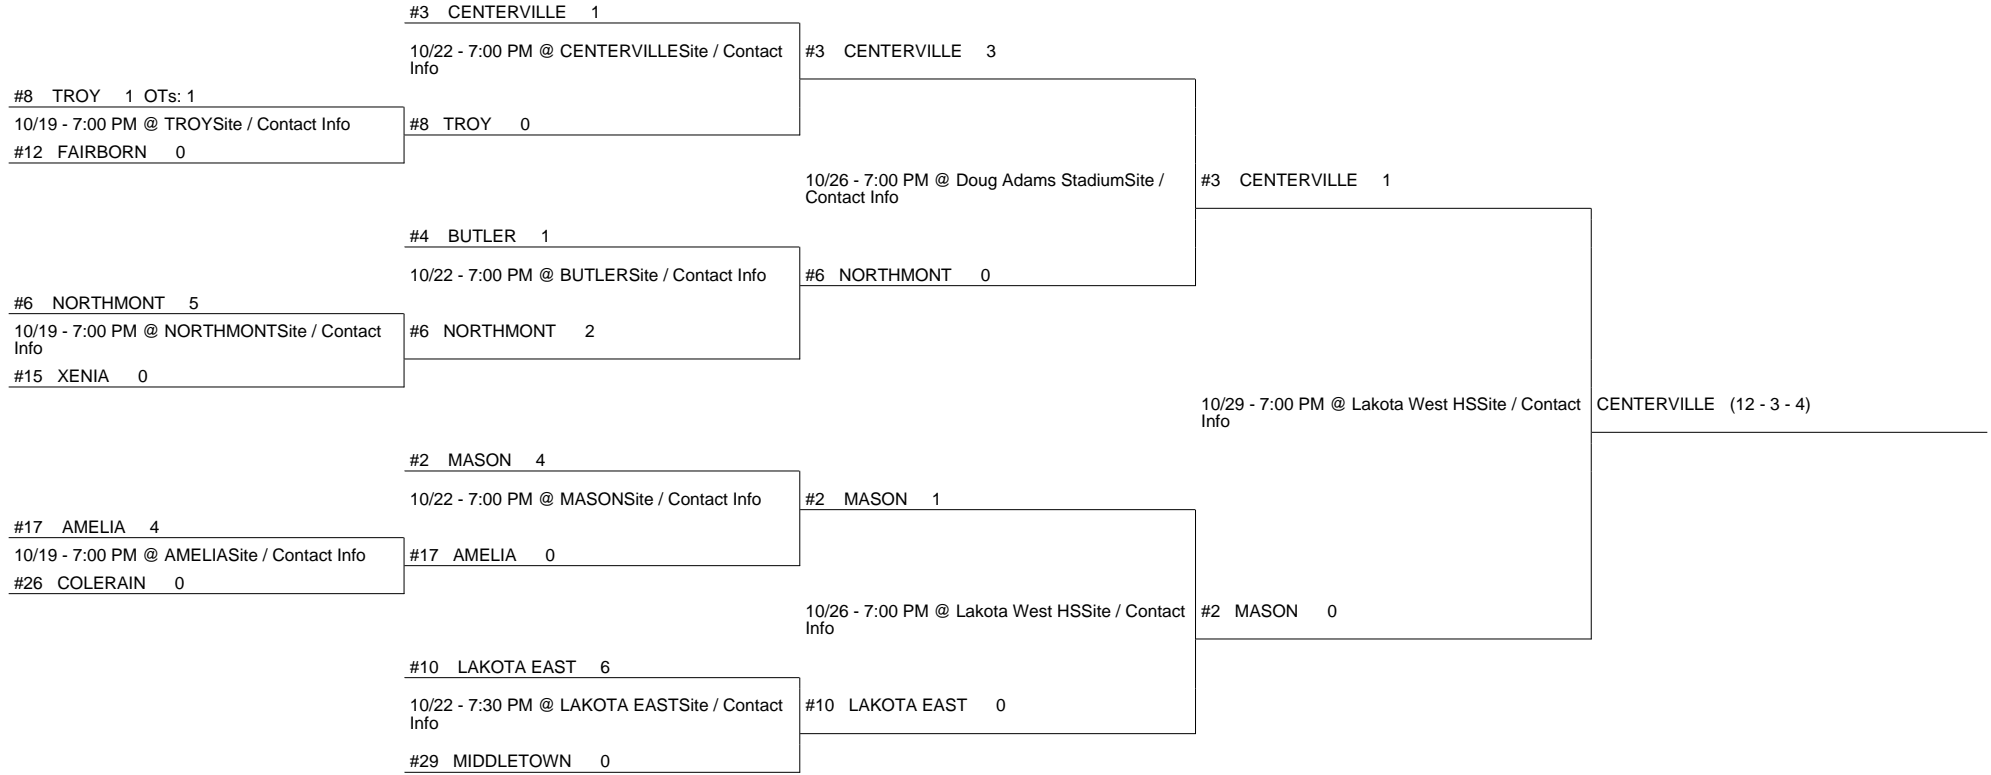 #3 CENTERVILLE 1
10/22 - 7:00 PM @ CENTERVILLESite / Contact
Info
#3 CENTERVILLE 3
#8 TROY 1 OTs: 1
10/19 - 7:00 PM @ TROYSite / Contact Info
#8 TROY 0
#12 FAIRBORN 0
10/26 - 7:00 PM @ Doug Adams StadiumSite /
Contact Info
#3 CENTERVILLE 1
#4 BUTLER 1
10/22 - 7:00 PM @ BUTLERSite / Contact Info
#6 NORTHMONT 0
#6 NORTHMONT 5
10/19 - 7:00 PM @ NORTHMONTSite / Contact
Info
#6 NORTHMONT 2
#15 XENIA 0
10/29 - 7:00 PM @ Lakota West HSSite / Contact
Info
CENTERVILLE (12 - 3 - 4)
#2 MASON 4
10/22 - 7:00 PM @ MASONSite / Contact Info
#2 MASON 1
#17 AMELIA 4
10/19 - 7:00 PM @ AMELIASite / Contact Info
#17 AMELIA 0
#26 COLERAIN 0
10/26 - 7:00 PM @ Lakota West HSSite / Contact
Info
#2 MASON 0
#10 LAKOTA EAST 6
10/22 - 7:30 PM @ LAKOTA EASTSite / Contact
Info
#10 LAKOTA EAST 0
#29 MIDDLETOWN 0